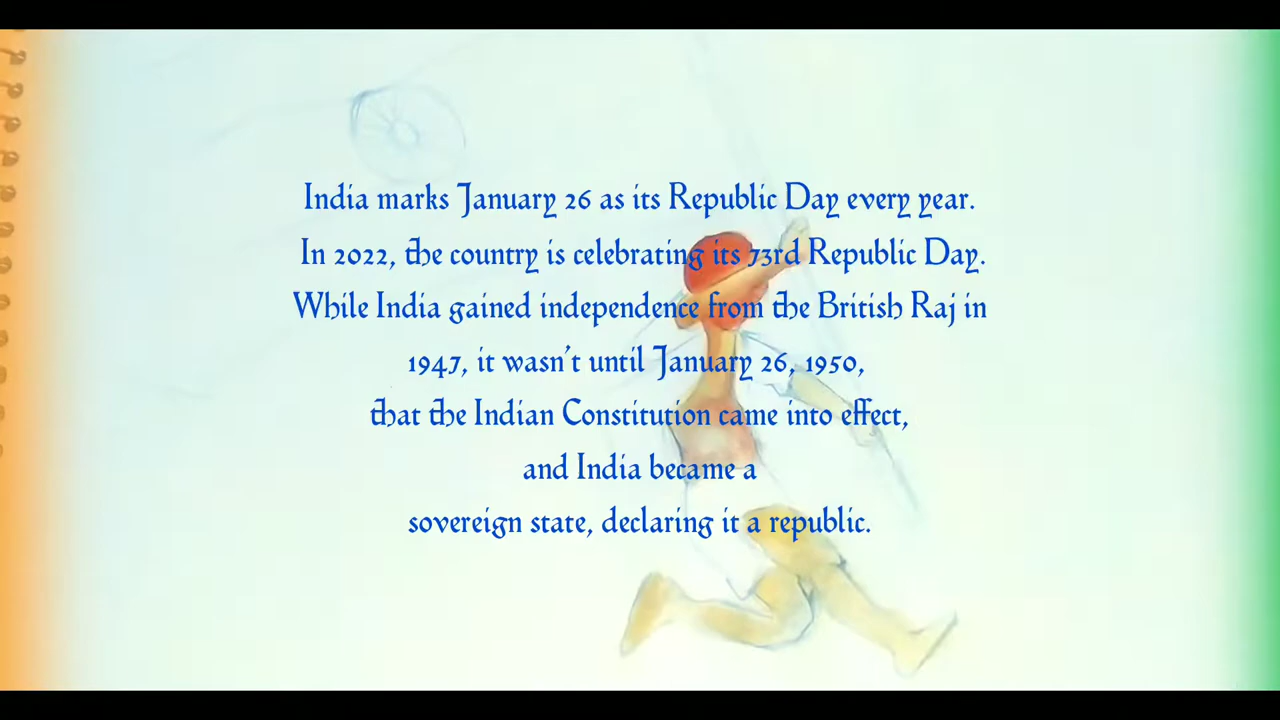 India marks January 26 as its Republic Day every year.
In 2022, the country is celebrating its 73rd Republic Day.
While India gained independence from the British Raj in
1947, it wasn't until January 26, 1950,
that the Indian Constitution came into effect,
and India became a
sovereign state, declaring it a republic.